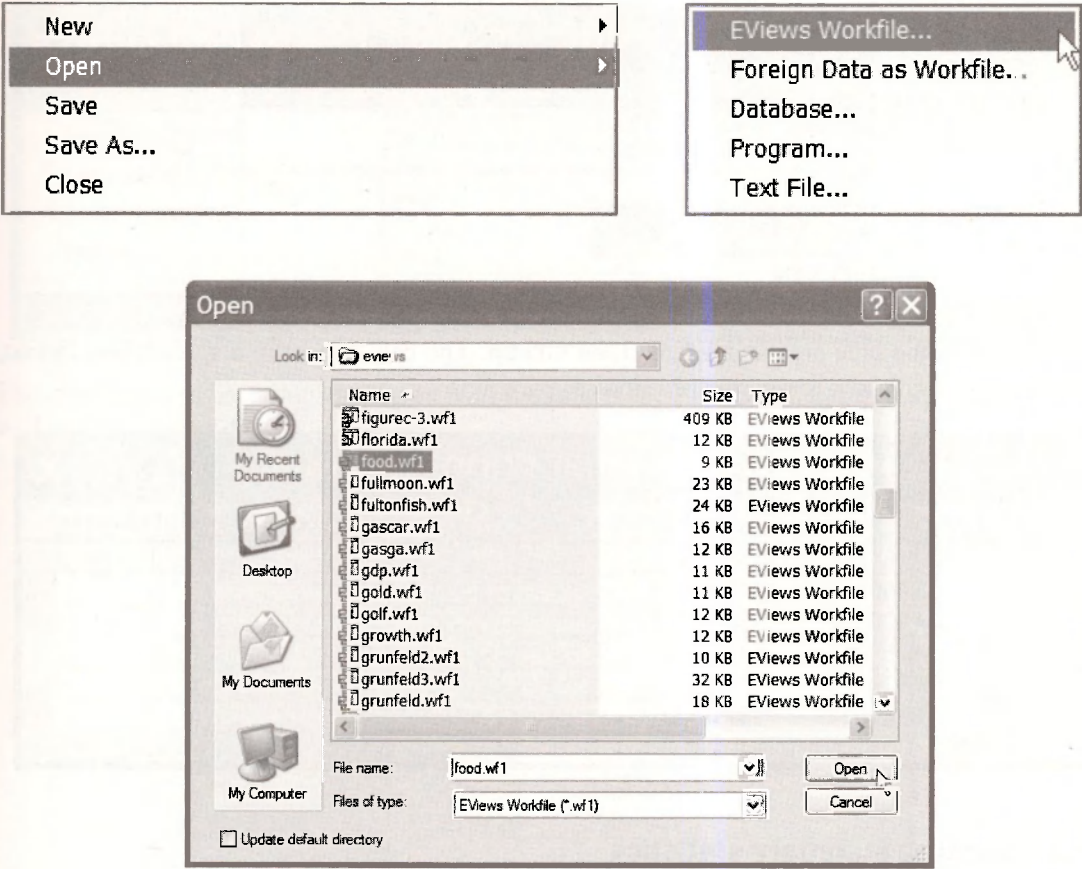 New
Open
Save
Save As...
Close
EViews Workfile...
Foreign Data as Workfile...
Database...
Program...
Text File...
Open
Look in: eviews
Name Size Type
figurec-3.wf1 409 KB EViews Workfile
florida.wf1 12 KB EViews Workfile
food.wf1 9 KB EViews Workfile
fullmoon.wf1 23 KB EViews Workfile
fultonfish.wf1 24 KB EViews Workfile
gascar.wf1 16 KB EViews Workfile
gasga.wf1 12 KB EViews Workfile
gdp.wf1 11 KB EViews Workfile
gold.wf1 11 KB EViews Workfile
golf.wf1 12 KB EViews Workfile
growth.wf1 12 KB EViews Workfile
grunfeld2.wf1 10 KB EViews Workfile
grunfeld3.wf1 32 KB EViews Workfile
grunfeld.wf1 18 KB EViews Workfile
My Recent
Documents
Desktop
My Documents
My Computer
File name: food.wf1 Open
Files of type: EViews Workfile (*.wf1) Cancel
Update default directory